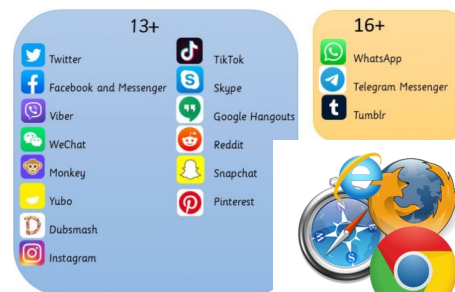 13+
Twitter
Facebook and Messenger
Viber
WeChat
Monkey
Yubo
Dubsmash
Instagram
TikTok
Skype
Google Hangouts
Reddit
Snapchat
Pinterest
16+
WhatsApp
Telegram Messenger
Tumblr